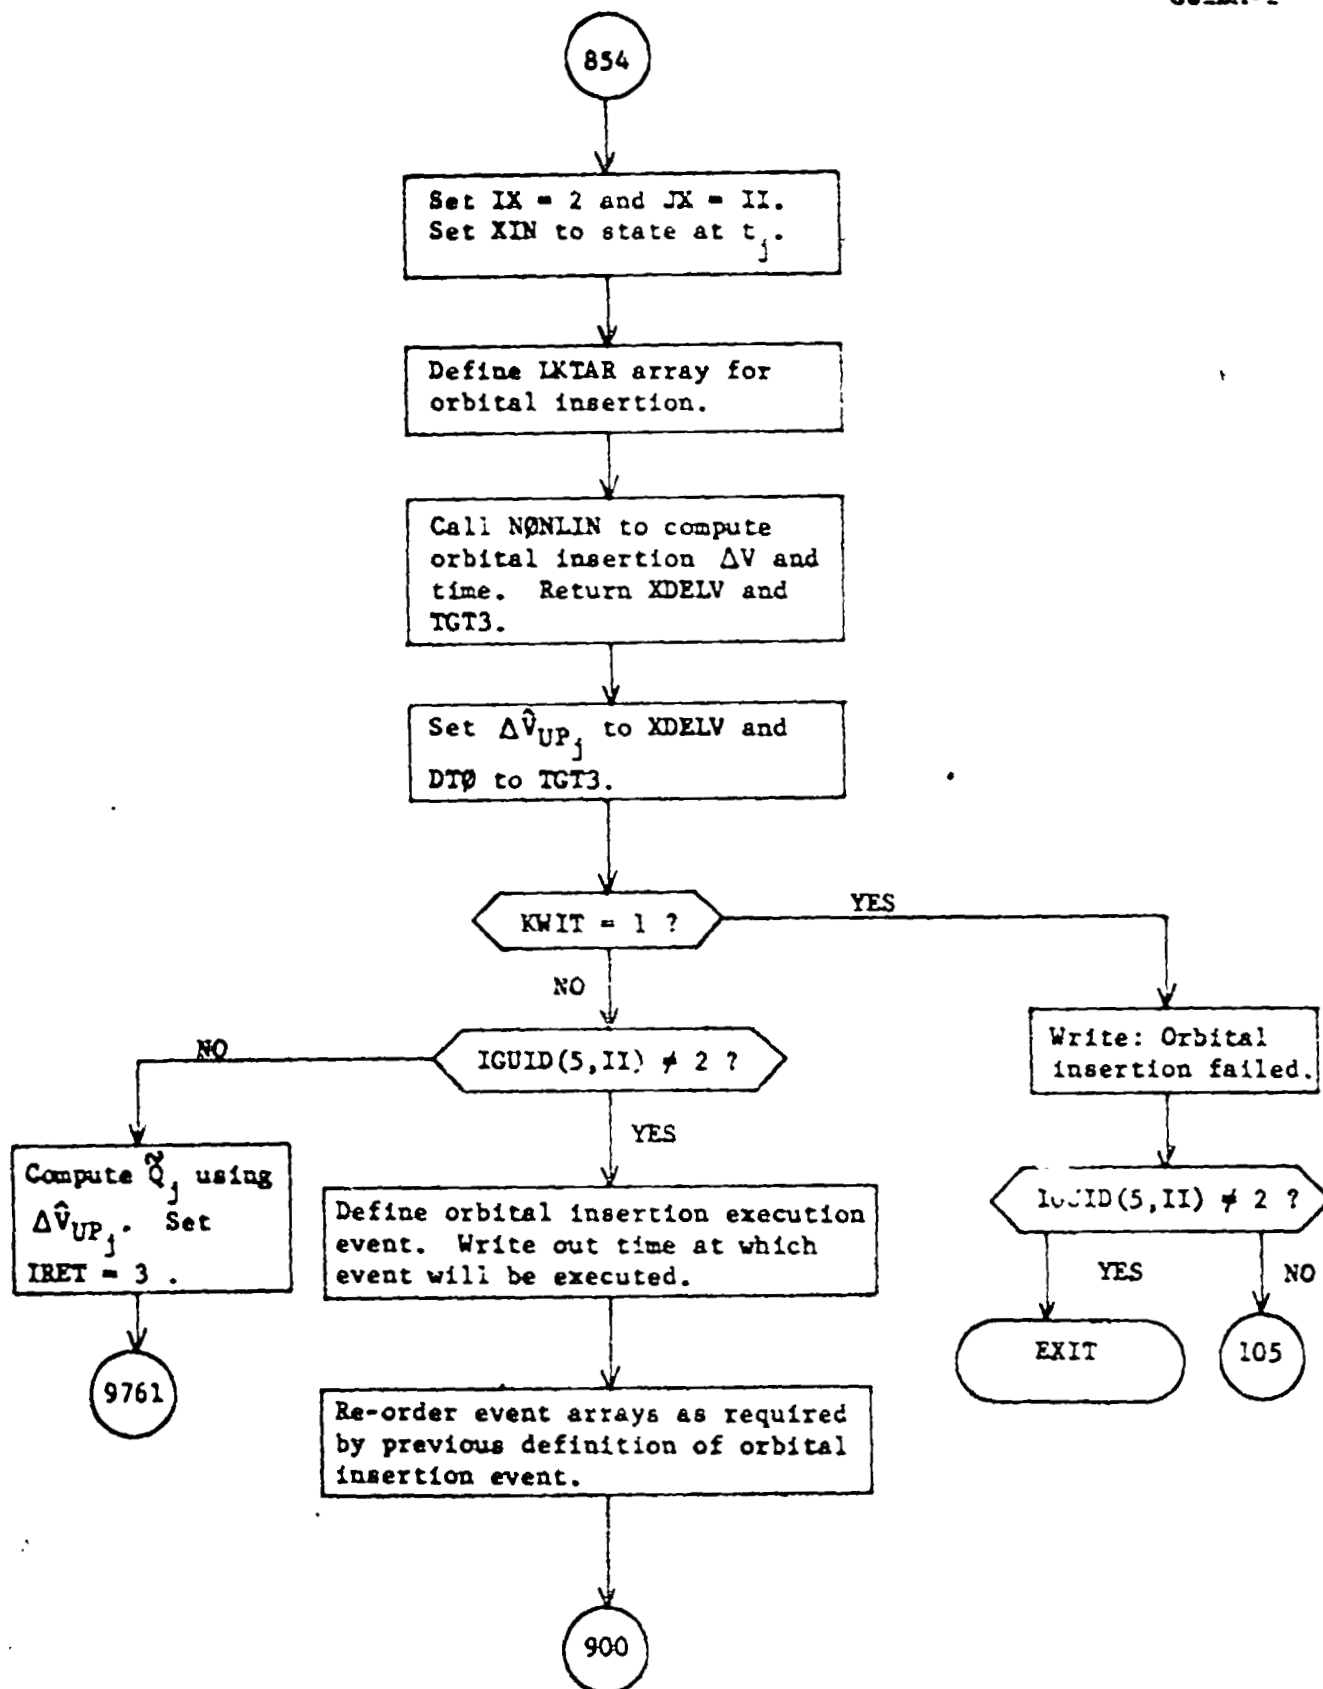 854
Set IX = 2 and JX = II.
Set XIN to state at t_j.
Define LKTAR array for
orbital insertion.
Call NØNLIN to compute
orbital insertion ΔV and
time. Return XDELV and
TGT3.
Set ΔV̂_UP_j to XDELV and
DTØ to TGT3.
KWIT = 1 ?
YES
NO
Write: Orbital
insertion failed.
IGUID(5,II) ≠ 2 ?
NO
YES
IGUID(5,II) ≠ 2 ?
YES
NO
Compute Q̃_j using
ΔV̂_UP_j. Set
IRET = 3 .
Define orbital insertion execution
event. Write out time at which
event will be executed.
EXIT
105
9761
Re-order event arrays as required
by previous definition of orbital
insertion event.
900